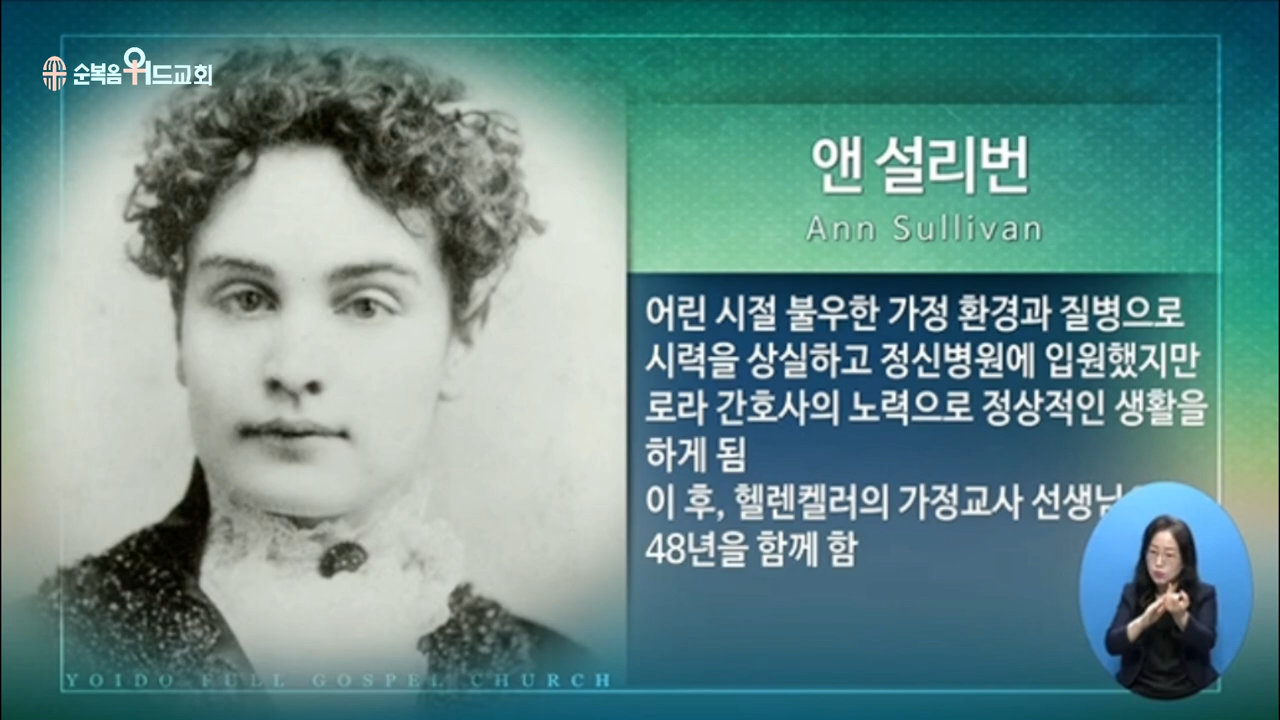 순복음위드교회
앤 설리번
Ann Sullivan
어린 시절 불우한 가정 환경과 질병으로
시력을 상실하고 정신병원에 입원했지만
로라 간호사의 노력으로 정상적인 생활을
하게 됨
이 후, 헬렌켈러의 가정교사 선생님
48년을 함께 함
YOIDO FULL GOSPEL CHURCH